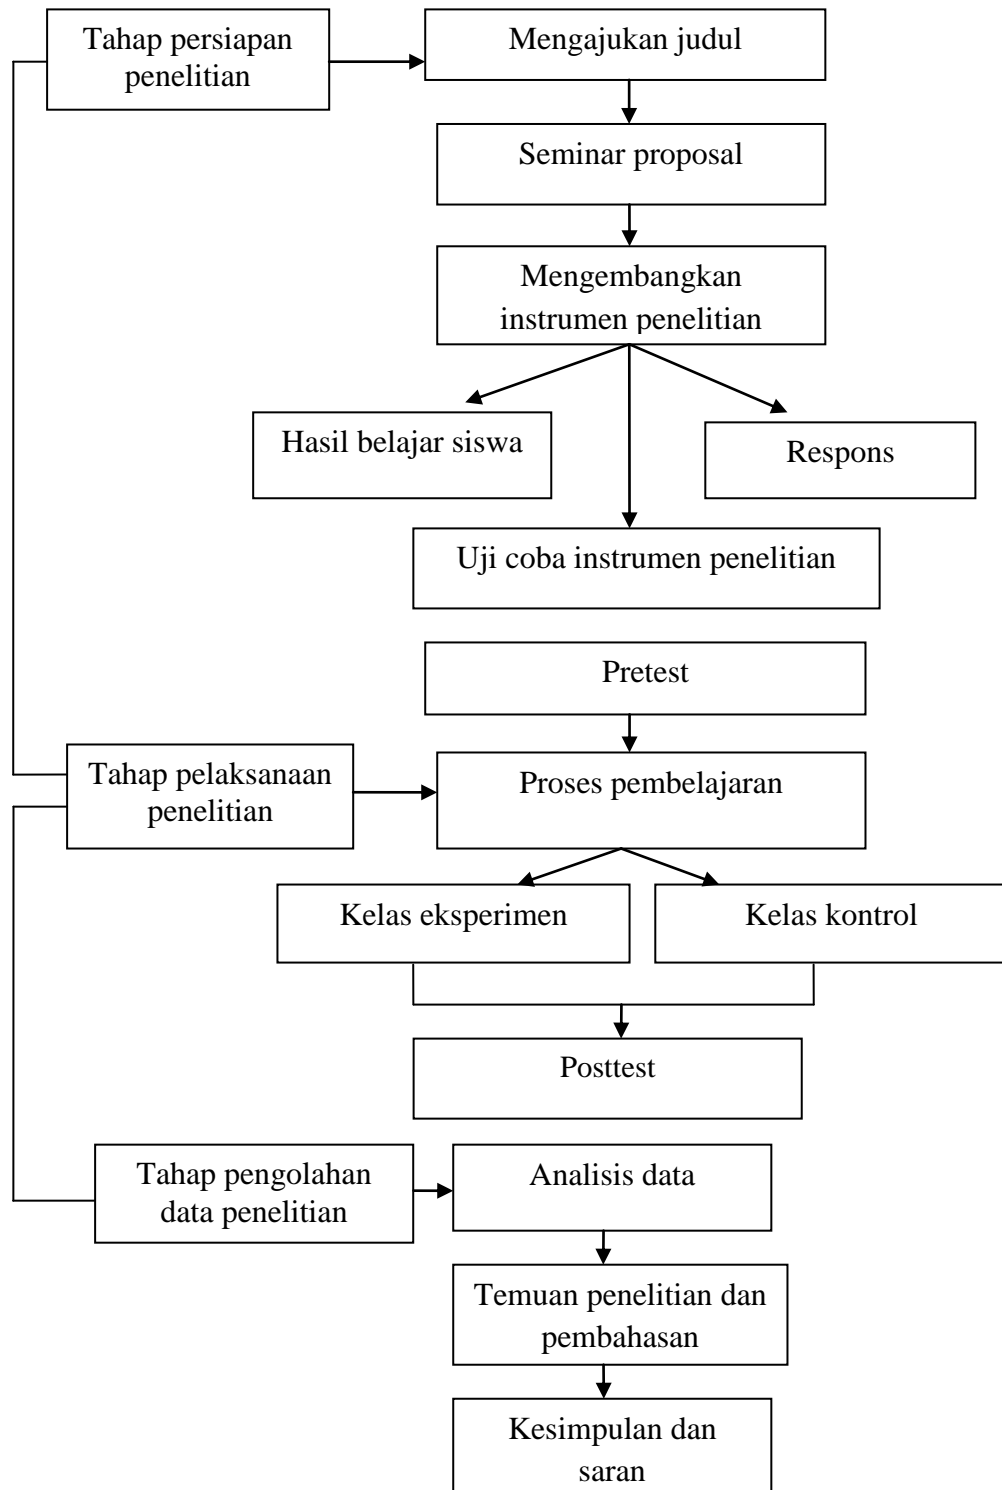 Tahap persiapan
penelitian
Mengajukan judul
Seminar proposal
Mengembangkan
instrumen penelitian
Hasil belajar siswa
Respons
Uji coba instrumen penelitian
Pretest
Tahap pelaksanaan
penelitian
Proses pembelajaran
Kelas eksperimen
Kelas kontrol
Posttest
Tahap pengolahan
data penelitian
Analisis data
Temuan penelitian dan
pembahasan
Kesimpulan dan
saran